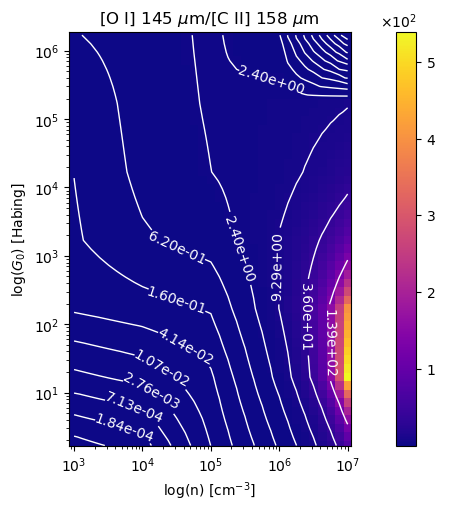 [O I] 145 μm/[C II] 158 μm
×10²
10⁶
10⁵
10⁴
10³
10²
10¹
log(G₀) [Habing]
2.40e+00
2.40e+00
6.20e-01
9.29e+00
1.60e-01
3.60e+01
1.39e+02
4.14e-02
1.07e-02
2.76e-03
7.13e-04
1.84e-04
10³
10⁴
10⁵
10⁶
10⁷
log(n) [cm⁻³]
5
4
3
2
1